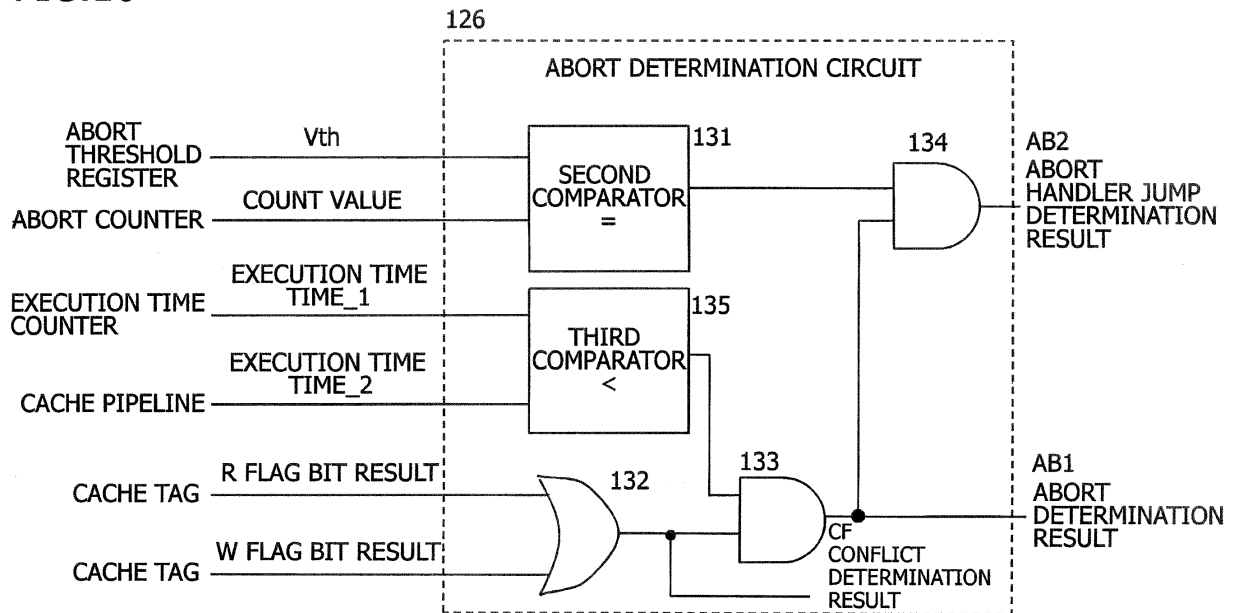 126
ABORT DETERMINATION CIRCUIT
ABORT
THRESHOLD
REGISTER
Vth
ABORT COUNTER
COUNT VALUE
SECOND
COMPARATOR
=
131
134
AB2
ABORT
HANDLER JUMP
DETERMINATION
RESULT
EXECUTION TIME
COUNTER
EXECUTION TIME
TIME_1
CACHE PIPELINE
EXECUTION TIME
TIME_2
THIRD
COMPARATOR
<
135
CACHE TAG
R FLAG BIT RESULT
CACHE TAG
W FLAG BIT RESULT
132
133
CF
CONFLICT
DETERMINATION
RESULT
AB1
ABORT
DETERMINATION
RESULT